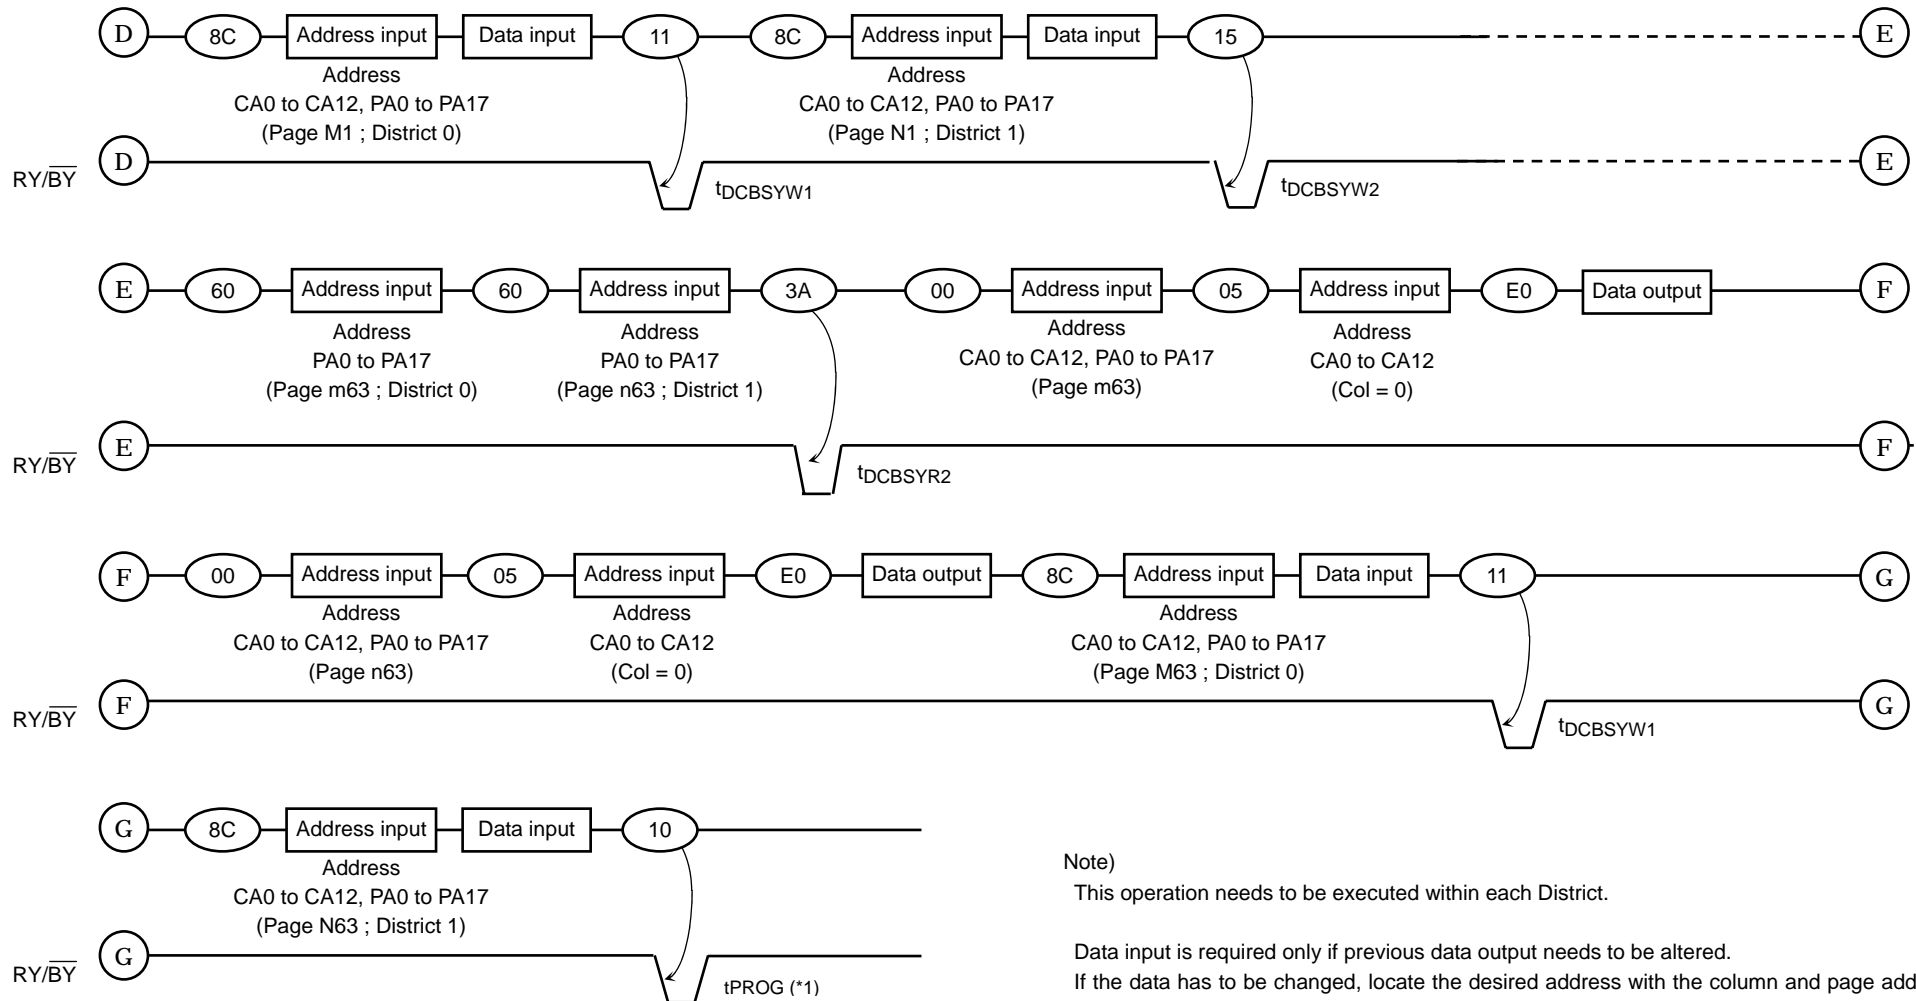 D 8C Address input Data input 11 8C Address input Data input 15 E
Address Address
CA0 to CA12, PA0 to PA17 CA0 to CA12, PA0 to PA17
(Page M1 ; District 0) (Page N1 ; District 1)
RY/BY D E
tDCBSYW1 tDCBSYW2
E 60 Address input 60 Address input 3A 00 Address input 05 Address input E0 Data output F
Address Address Address Address
PA0 to PA17 PA0 to PA17 CA0 to CA12, PA0 to PA17 CA0 to CA12
(Page m63 ; District 0) (Page n63 ; District 1) (Page m63) (Col = 0)
RY/BY E F
tDCBSYR2
F 00 Address input 05 Address input E0 Data output 8C Address input Data input 11 G
Address Address Address
CA0 to CA12, PA0 to PA17 CA0 to CA12 CA0 to CA12, PA0 to PA17
(Page n63) (Col = 0) (Page M63 ; District 0)
RY/BY F G
tDCBSYW1
G 8C Address input Data input 10
Address
CA0 to CA12, PA0 to PA17
(Page N63 ; District 1)
RY/BY G
tPROG (*1)
Note)
This operation needs to be executed within each District.
Data input is required only if previous data output needs to be altered.
If the data has to be changed, locate the desired address with the column and page add